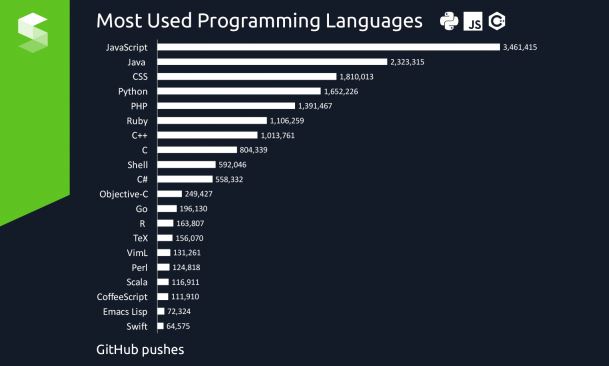 Most Used Programming Languages JS C+
JavaScript 3,461,415
Java 2,323,315
CSS 1,810,013
Python 1,652,226
PHP 1,391,467
Ruby 1,106,259
C++ 1,013,761
C 804,339
Shell 592,046
C# 558,332
Objective-C 249,427
Go 196,130
R 163,807
TeX 156,070
VimL 131,261
Perl 124,818
Scala 116,911
CoffeeScript 111,910
Emacs Lisp 72,324
Swift 64,575
GitHub pushes